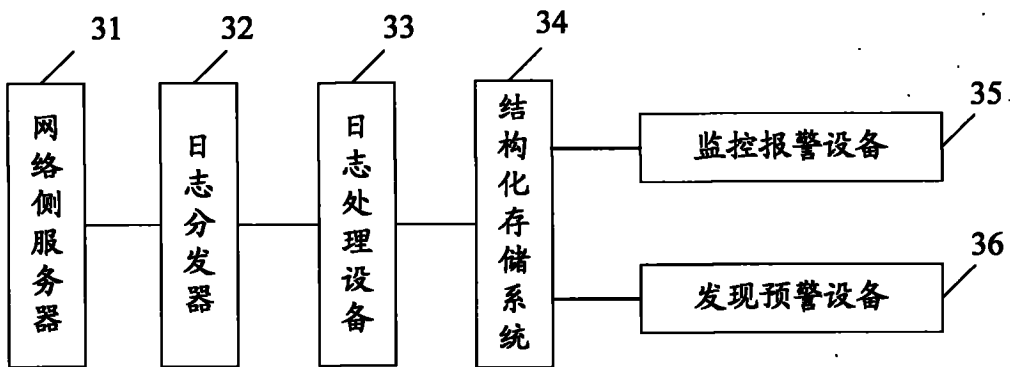 31
32
33
34
35
36
网络侧服务器
日志分发器
日志处理设备
结构化存储系统
监控报警设备
发现预警设备